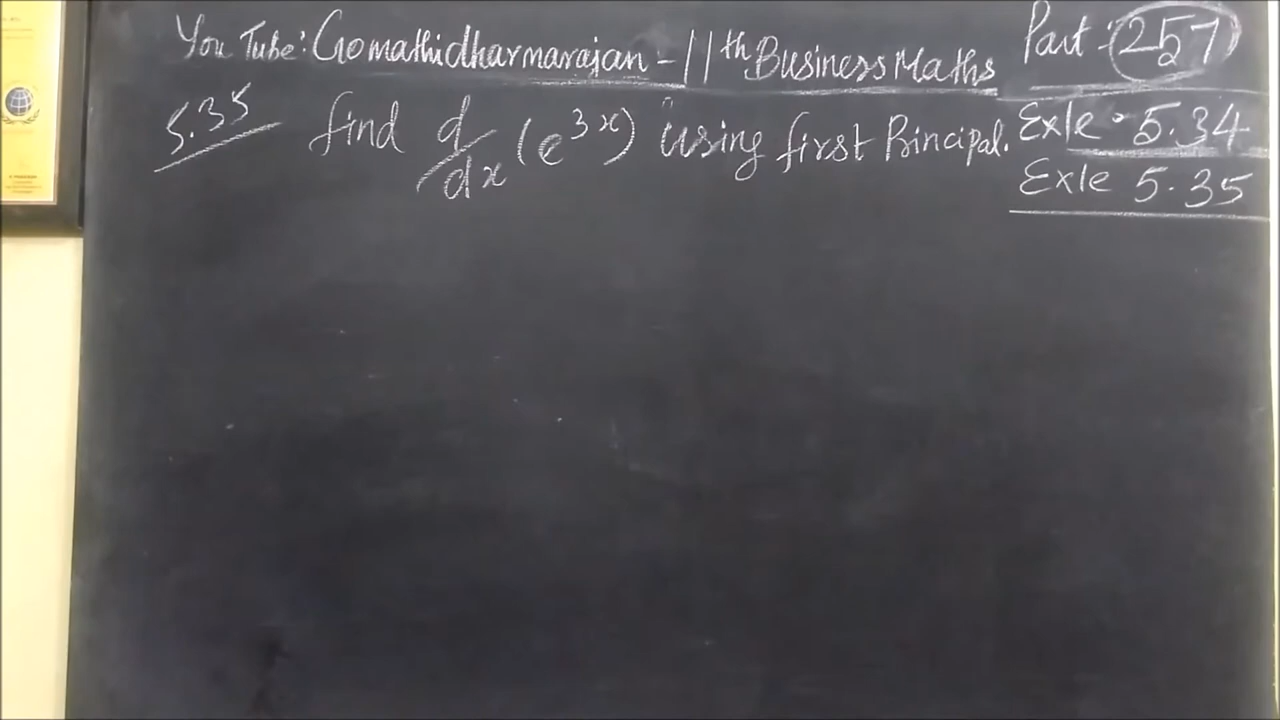 You Tube: Gomathidharmarajan - 11th Business Maths
Part: 257
5.35 find d/dx (e^3x) using first Principal.
Exle 5.34
Exle 5.35